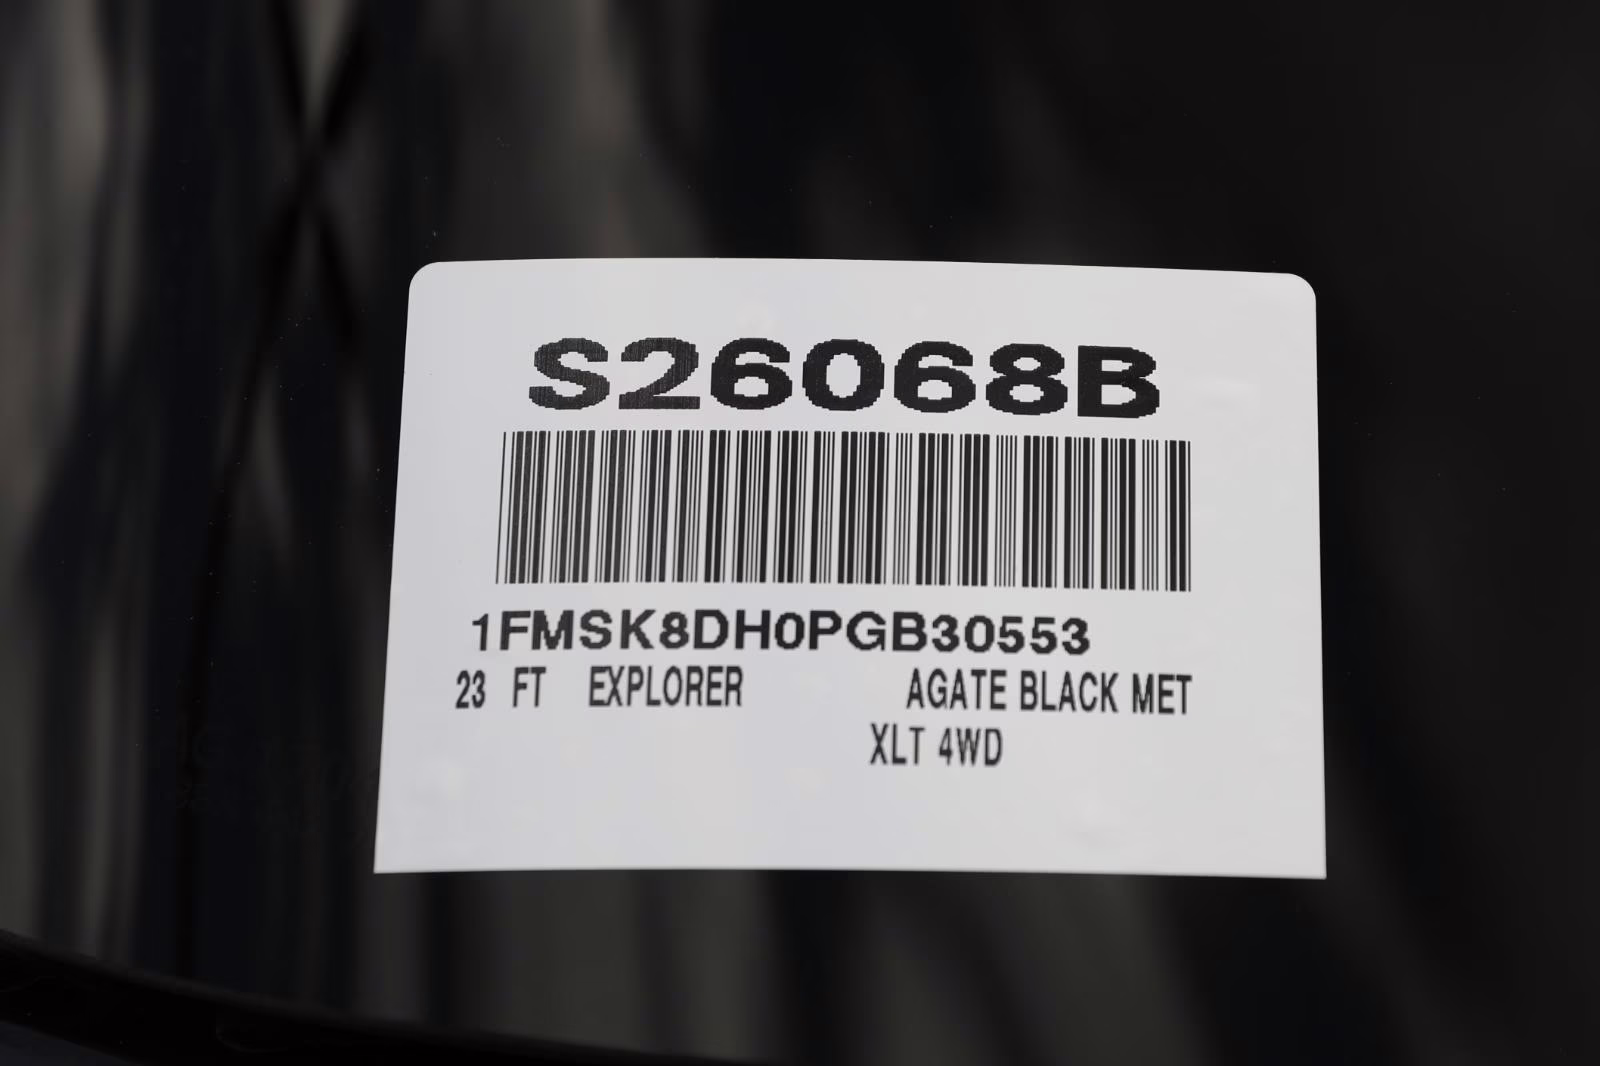 S26068B
1FMSK8DH0PGB30553
23 FT EXPLORER AGATE BLACK MET
XLT 4WD